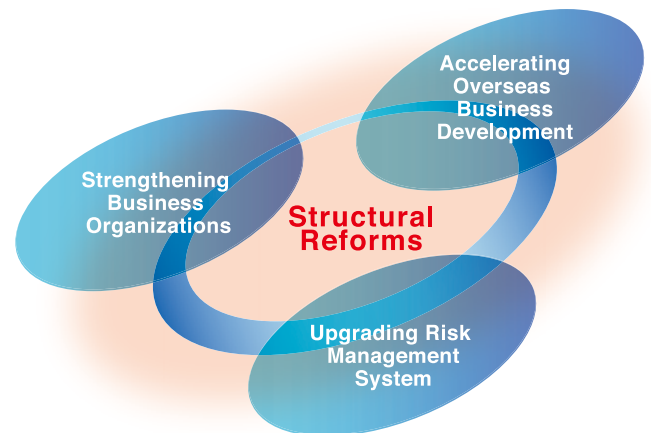 Accelerating
Overseas
Business
Development
Strengthening
Business
Organizations
Structural
Reforms
Upgrading Risk
Management
System